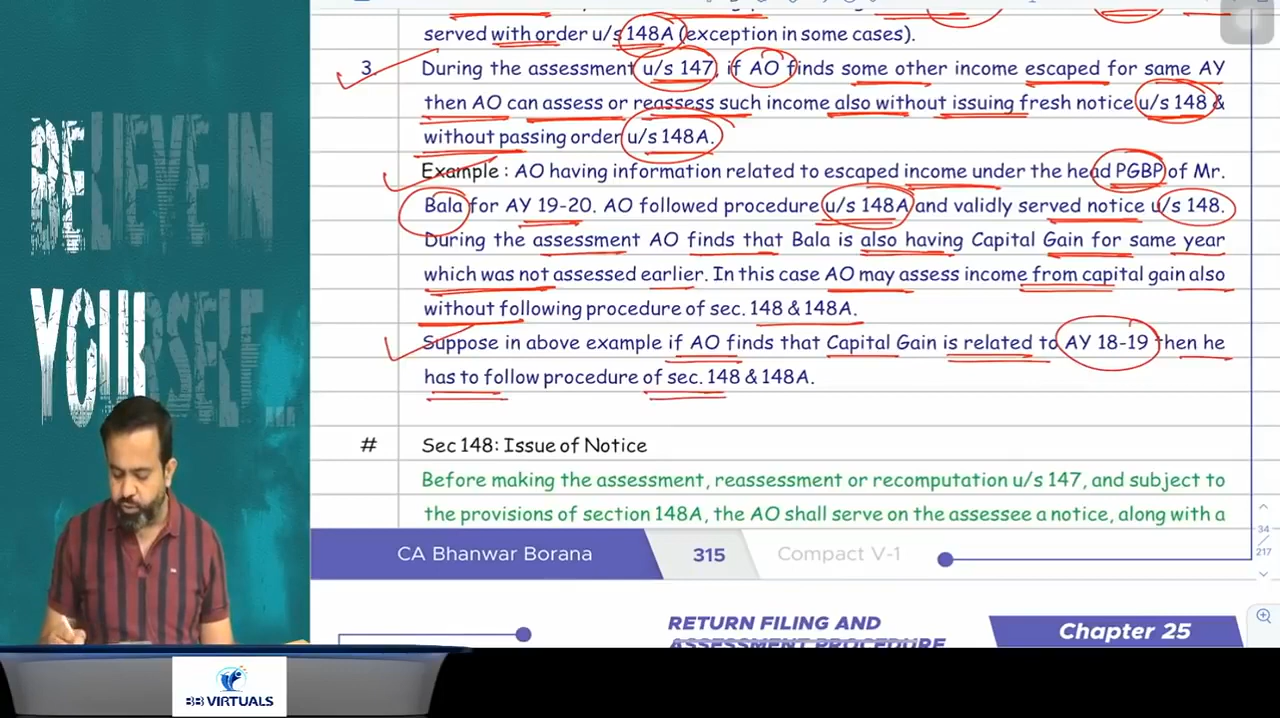 served with order u/s 148A (exception in some cases).
3. During the assessment u/s 147, if AO finds some other income escaped for same AY
then AO can assess or reassess such income also without issuing fresh notice u/s 148 &
without passing order u/s 148A.
Example : AO having information related to escaped income under the head PGBP of Mr.
Bala for AY 19-20. AO followed procedure u/s 148A and validly served notice u/s 148.
During the assessment AO finds that Bala is also having Capital Gain for same year
which was not assessed earlier. In this case AO may assess income from capital gain also
without following procedure of sec. 148 & 148A.
Suppose in above example if AO finds that Capital Gain is related to AY 18-19 then he
has to follow procedure of sec. 148 & 148A.
# Sec 148: Issue of Notice
Before making the assessment, reassessment or recomputation u/s 147, and subject to
the provisions of section 148A, the AO shall serve on the assessee a notice, along with a
CA Bhanwar Borana 315 Compact V-1
34
/
217
RETURN FILING AND
ASSESSMENT PROCEDURE
Chapter 25
BELIEVE IN
YOURSELF...
BB VIRTUALS